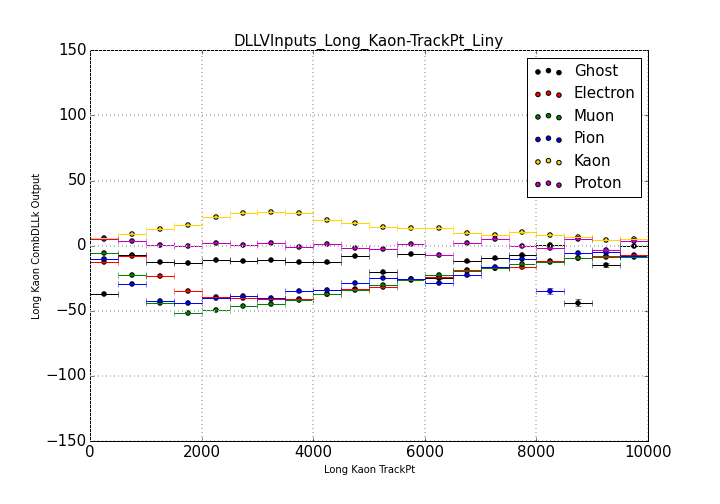 DLLVInputs_Long_Kaon-TrackPt_Liny
150
100
50
0
−50
−100
−150
Long Kaon CombDLLk Output
Ghost
Electron
Muon
Pion
Kaon
Proton
0 2000 4000 6000 8000 10000
Long Kaon TrackPt